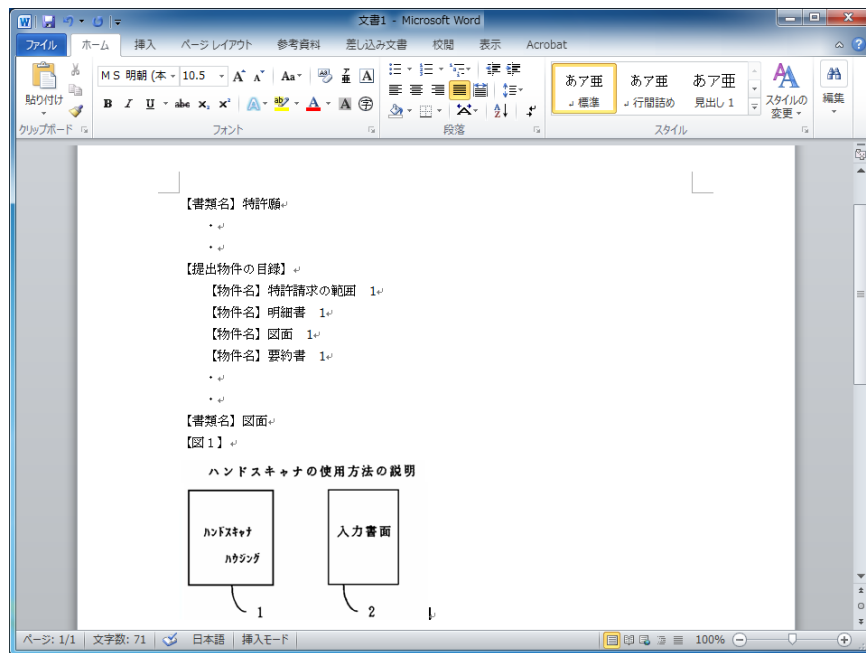 文書1 - Microsoft Word
ファイル ホーム 挿入 ページ レイアウト 参考資料 差し込み文書 校閲 表示 Acrobat
貼り付け
クリップボード
MS 明朝 (本 10.5
フォント
段落
あア亜 あア亜 あア亜
標準 行間詰め 見出し 1
スタイルの
変更
スタイル
編集
【書類名】特許願
・
・
【提出物件の目録】
【物件名】特許請求の範囲 1
【物件名】明細書 1
【物件名】図面 1
【物件名】要約書 1
・
・
【書類名】図面
【図1】
ハンドスキャナの使用方法の説明
ハンドスキャナ
ハウジング
入力書面
1
2
ページ: 1/1 文字数: 71 日本語 挿入モード 100%